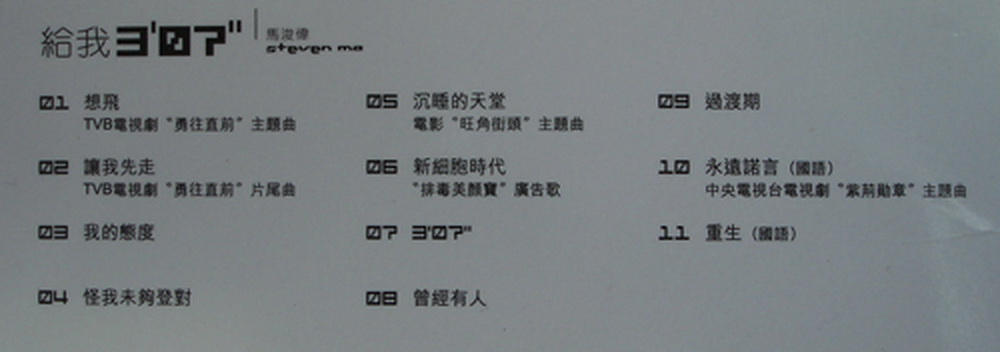 給我3'07"
馬浚偉
steven ma
01 想飛
TVB電視劇"勇往直前"主題曲
02 讓我先走
TVB電視劇"勇往直前"片尾曲
03 我的態度
04 怪我未夠登對
05 沉睡的天堂
電影"旺角街頭"主題曲
06 新細胞時代
"排毒美顏寶"廣告歌
07 3'07"
08 曾經有人
09 過渡期
10 永遠諾言(國語)
中央電視台電視劇"紫荊勛章"主題曲
11 重生(國語)